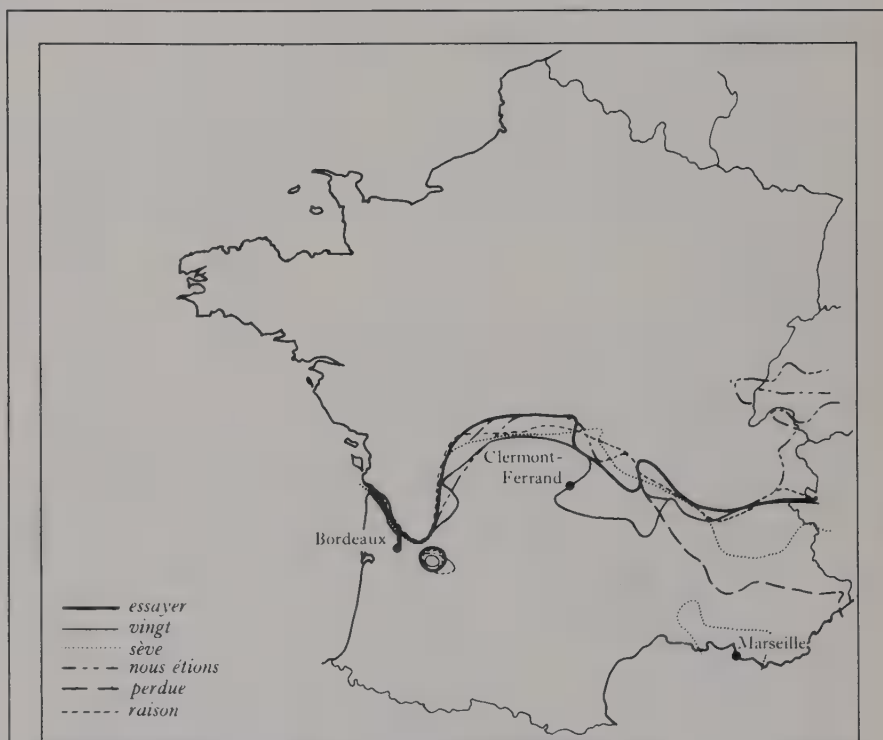 Clermont-
Ferrand
Bordeaux
Marseille
essayer
vingt
sève
nous étions
perdue
raison